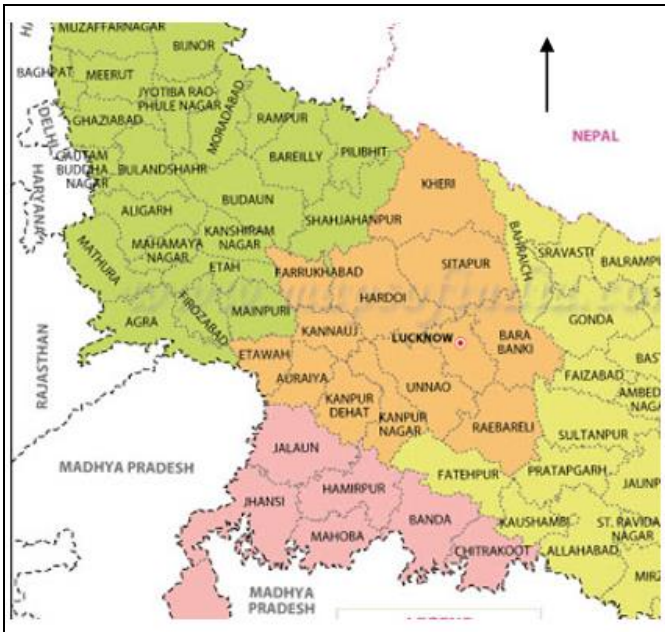 MUZAFFARNAGAR
BIJNOR
BAGHPAT
MEERUT
JYOTIBA RAO-
PHULE NAGAR
MORADABAD
RAMPUR
DELHI
GHAZIABAD
NEPAL
GAUTAM
BUDDHA
NAGAR
BULANDSHAHR
BAREILLY
PILIBHIT
HARYANA
KHERI
BUDAUN
ALIGARH
SHAHJAHANPUR
KANSHIRAM
NAGAR
MAHAMAYA
NAGAR
MATHURA
ETAH
FARRUKHABAD
SITAPUR
BAHRAICH
SRAVASTI
BALRAMPU
HARDOI
AGRA
FIROZABAD
MAINPURI
GONDA
RAJASTHAN
KANNAUJ
LUCKNOW
BARA
BANKI
ETAWAH
BAS
AURAIYA
UNNAO
FAIZABAD
KANPUR
DEHAT
AMBED
NAGA
KANPUR
NAGAR
RAEBARELI
SULTANPUR
JALAUN
MADHYA PRADESH
FATEHPUR
PRATAPGARH
JAUNP
JHANSI
HAMIRPUR
BANDA
KAUSHAMBI
ST. RAVIDA
NAGAR
MAHOBA
CHITRAKOOT
ALLAHABAD
MIRZ
MADHYA
PRADESH